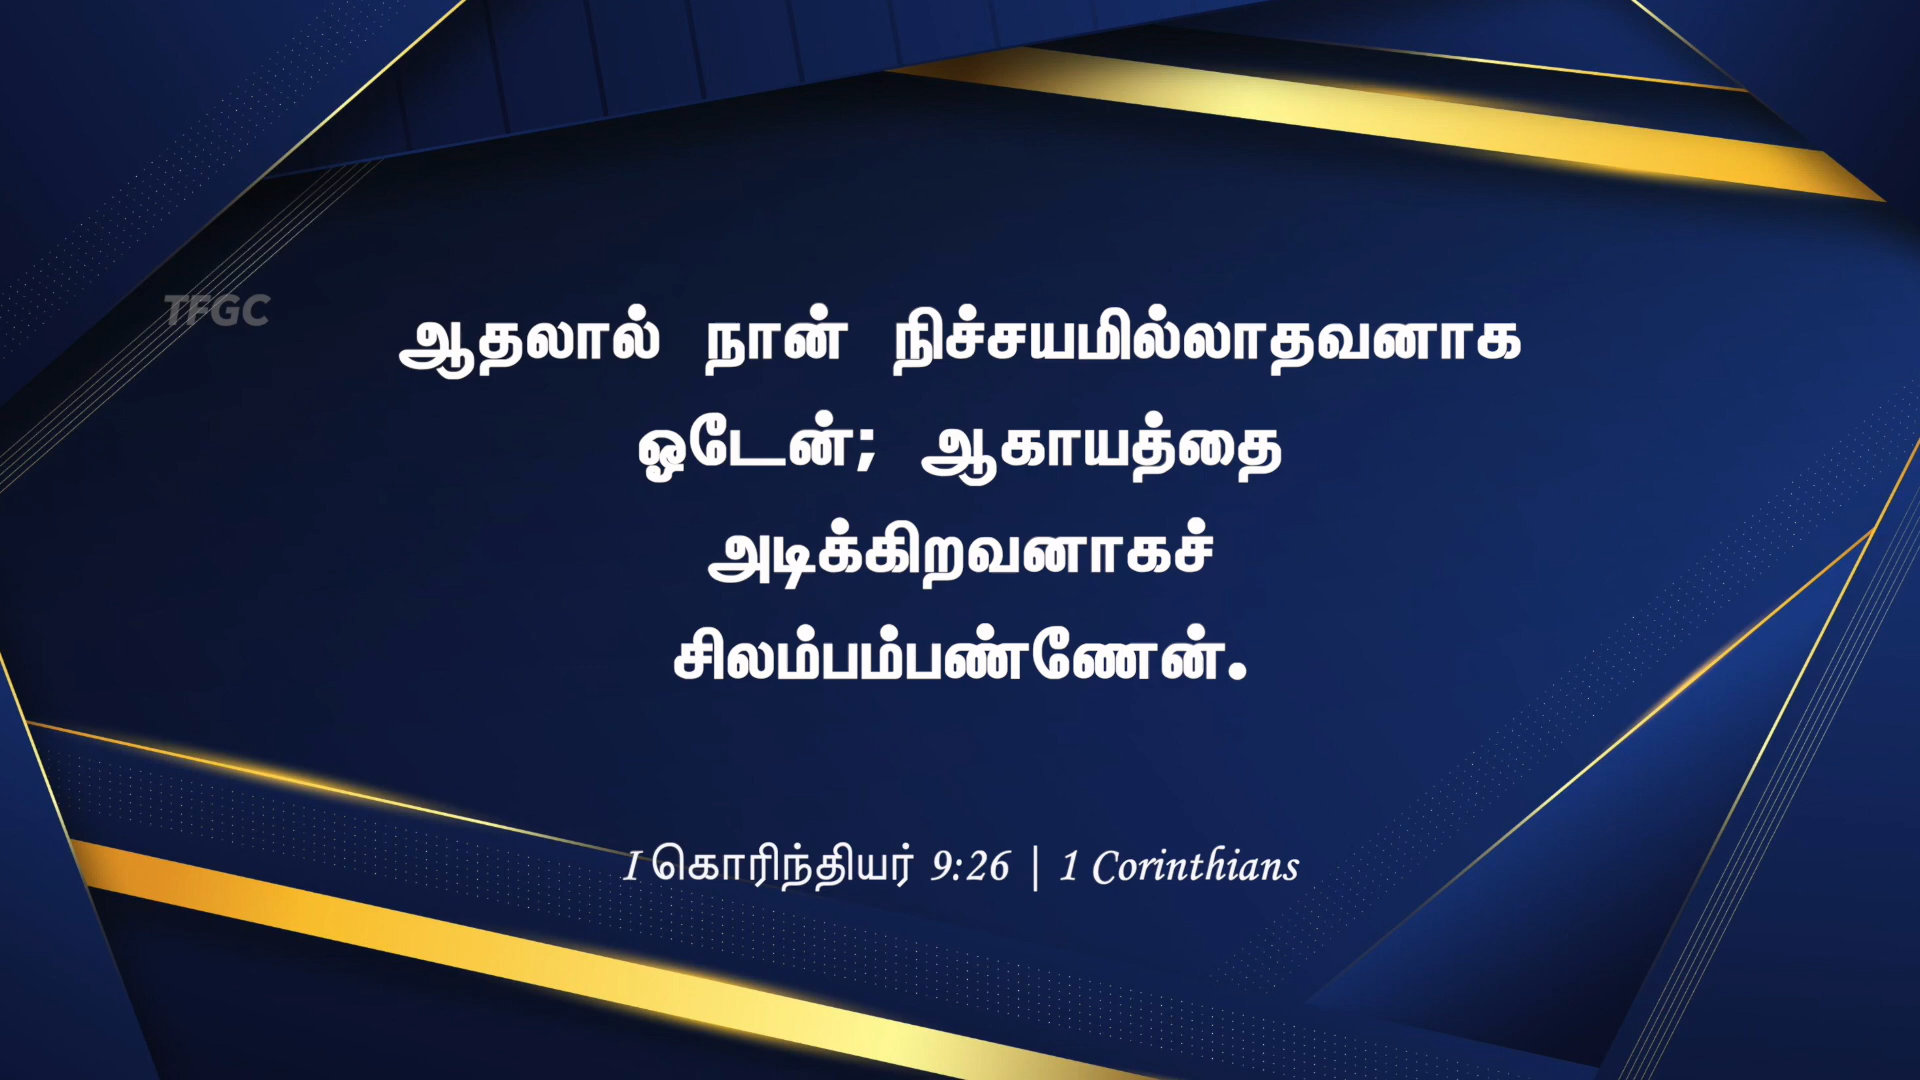 TFGC
ஆதலால் நான் நிச்சயமில்லாதவனாக
ஓடேன்; ஆகாயத்தை
அடிக்கிறவனாகச்
சிலம்பம்பண்ணேன்.
I கொரிந்தியர் 9:26 | 1 Corinthians